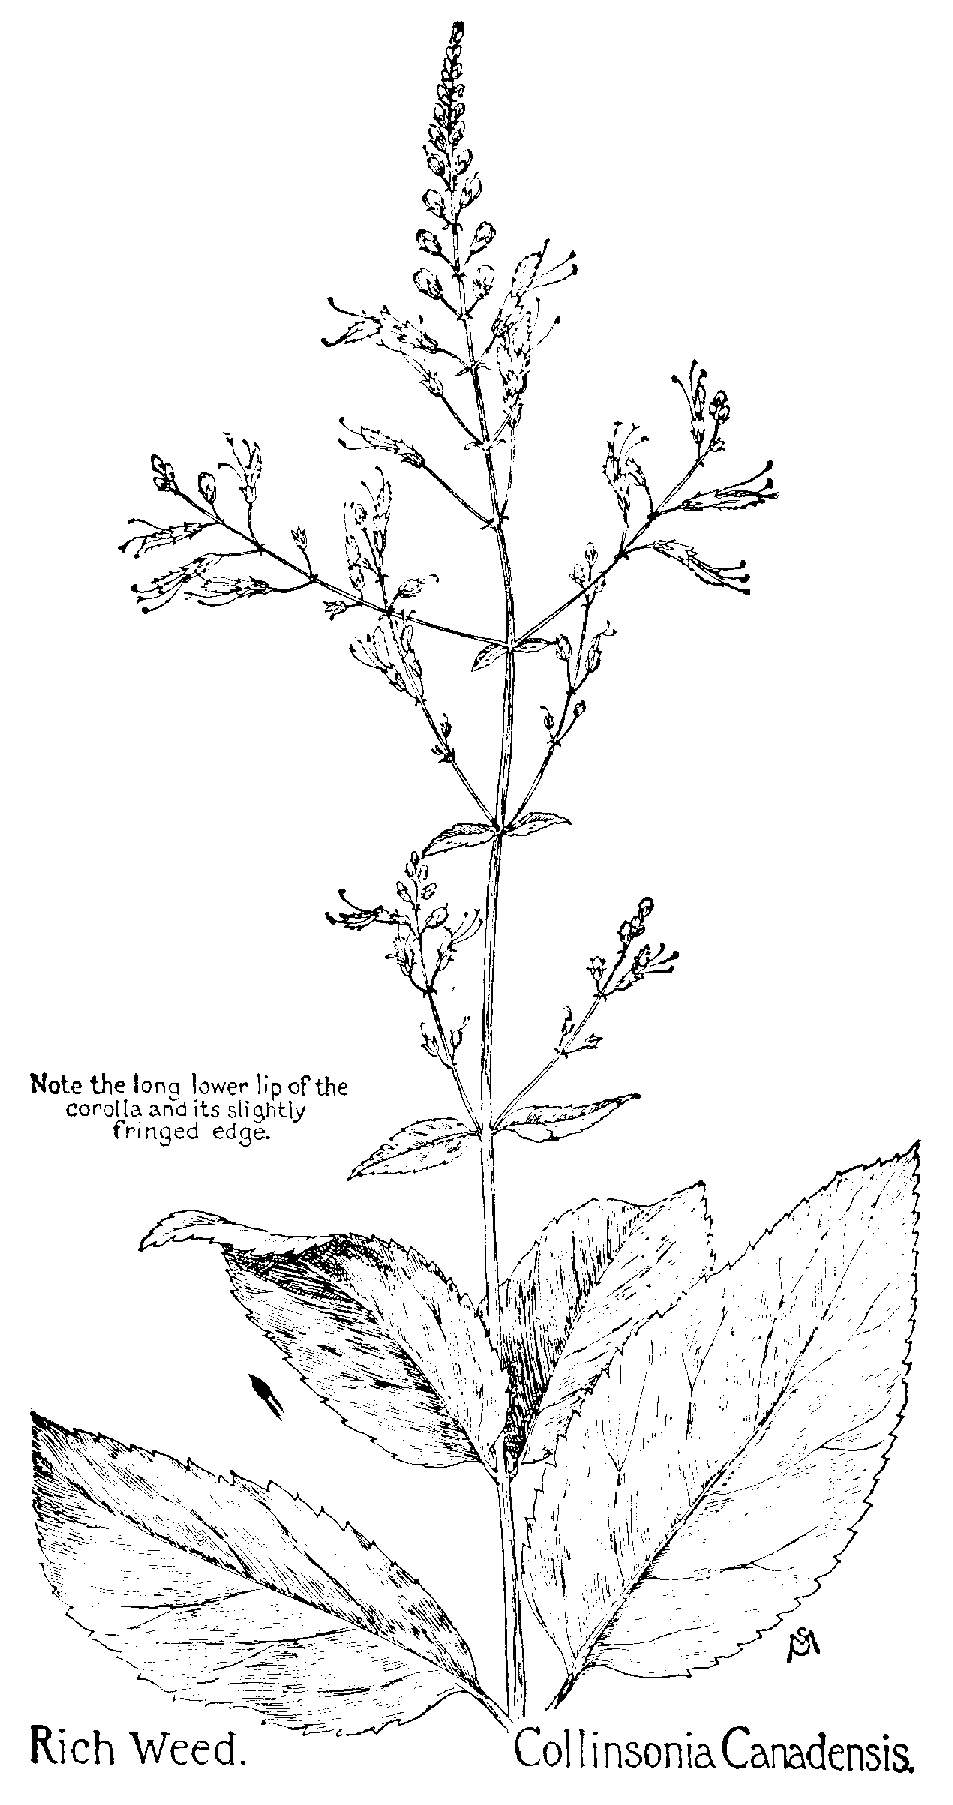 Note the long lower lip of the
corolla and its slightly
fringed edge.
Rich Weed.
Collinsonia Canadensis.